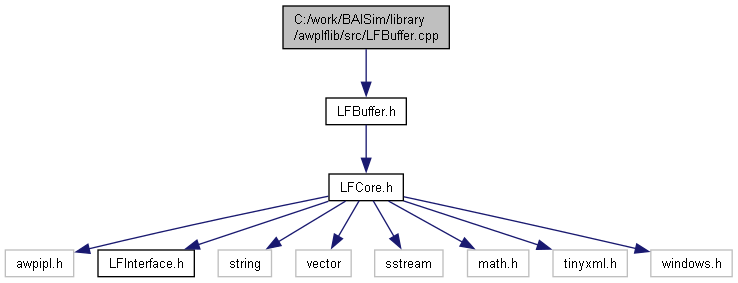 C:/work/BAISim/library
/awplflib/src/LFBuffer.cpp
LFBuffer.h
LFCore.h
awpipl.h
LFInterface.h
string
vector
sstream
math.h
tinyxml.h
windows.h